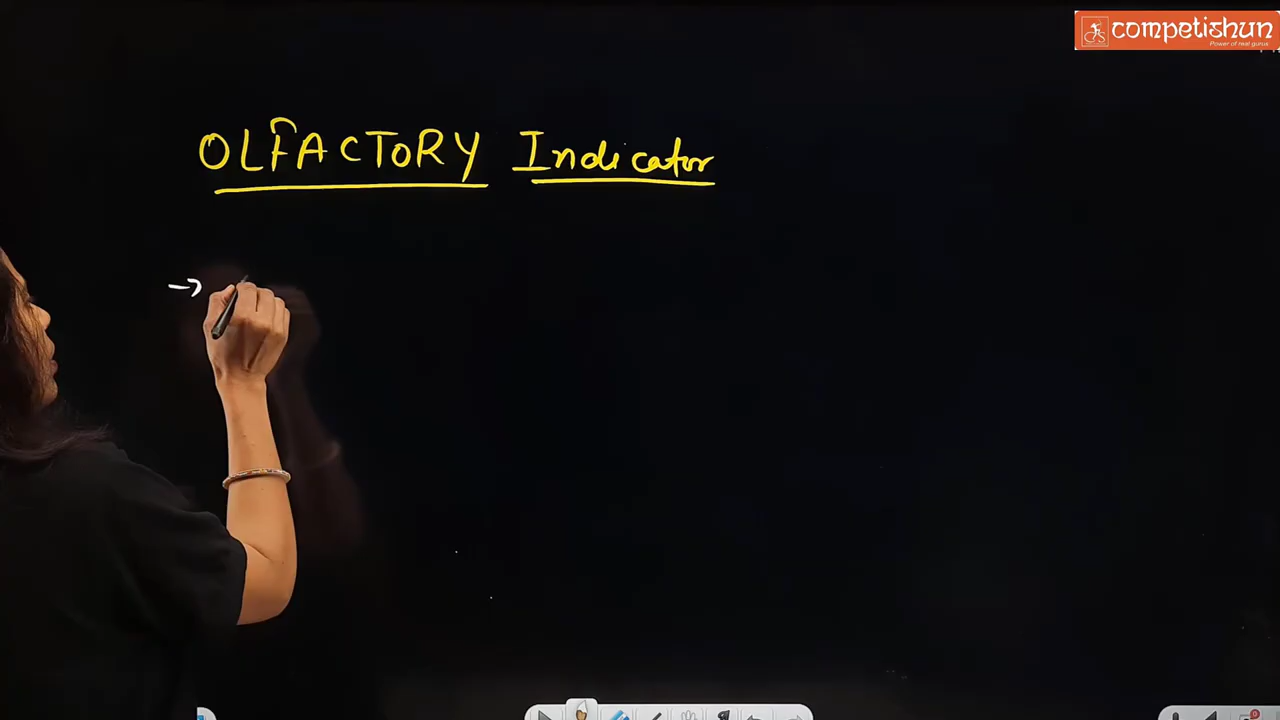 competishun
Power of real gurus
OLFACTORY Indicator
→